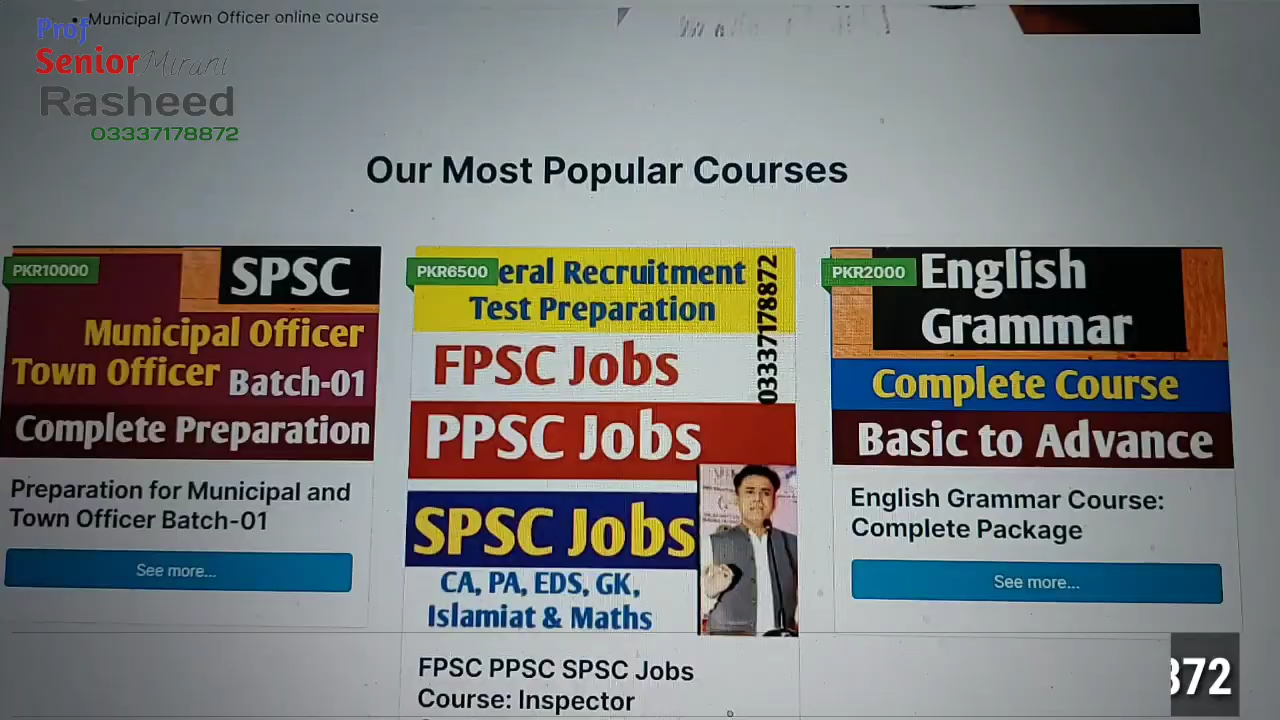 Municipal /Town Officer online course
Prof
Senior Mirani
Rasheed
03337178872
Our Most Popular Courses
PKR10000
SPSC
Municipal Officer
Town Officer Batch-01
Complete Preparation
Preparation for Municipal and
Town Officer Batch-01
See more...
PKR6500
eral Recruitment
Test Preparation
03337178872
FPSC Jobs
PPSC Jobs
SPSC Jobs
CA, PA, EDS, GK,
Islamiat & Maths
FPSC PPSC SPSC Jobs
Course: Inspector
PKR2000
English
Grammar
Complete Course
Basic to Advance
English Grammar Course:
Complete Package
See more...
372